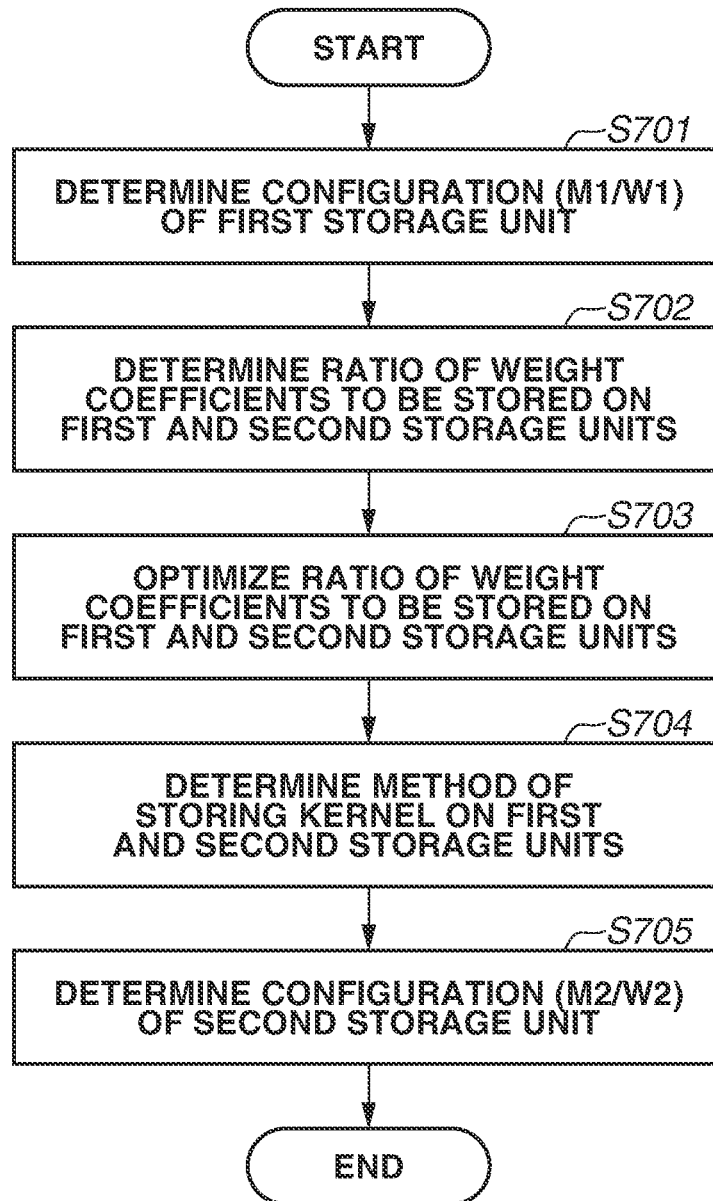 START
S701
DETERMINE CONFIGURATION (M1/W1)
OF FIRST STORAGE UNIT
S702
DETERMINE RATIO OF WEIGHT
COEFFICIENTS TO BE STORED ON
FIRST AND SECOND STORAGE UNITS
S703
OPTIMIZE RATIO OF WEIGHT
COEFFICIENTS TO BE STORED ON
FIRST AND SECOND STORAGE UNITS
S704
DETERMINE METHOD OF
STORING KERNEL ON FIRST
AND SECOND STORAGE UNITS
S705
DETERMINE CONFIGURATION (M2/W2)
OF SECOND STORAGE UNIT
END